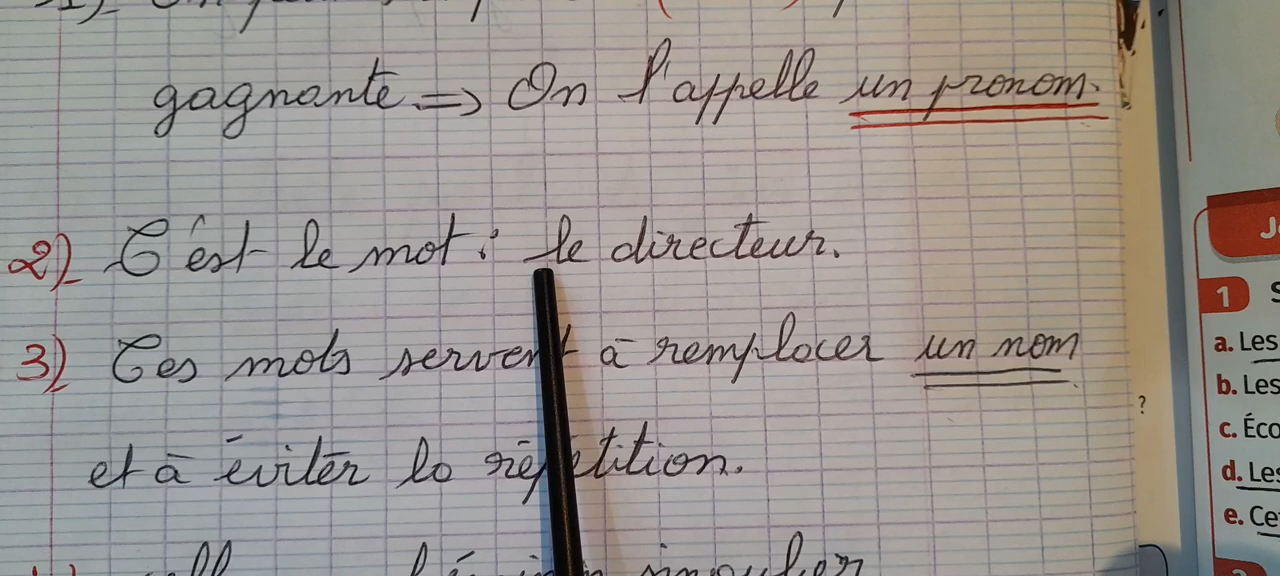 gagnante => On l'appelle un pronom.
2)_ C'est le mot : le directeur.
3)_ Ces mots servent à remplacer un nom
et à éviter la répétition.
singulier
1
a. Les
b. Les
c. Éco
d. Les
e. Ce
?